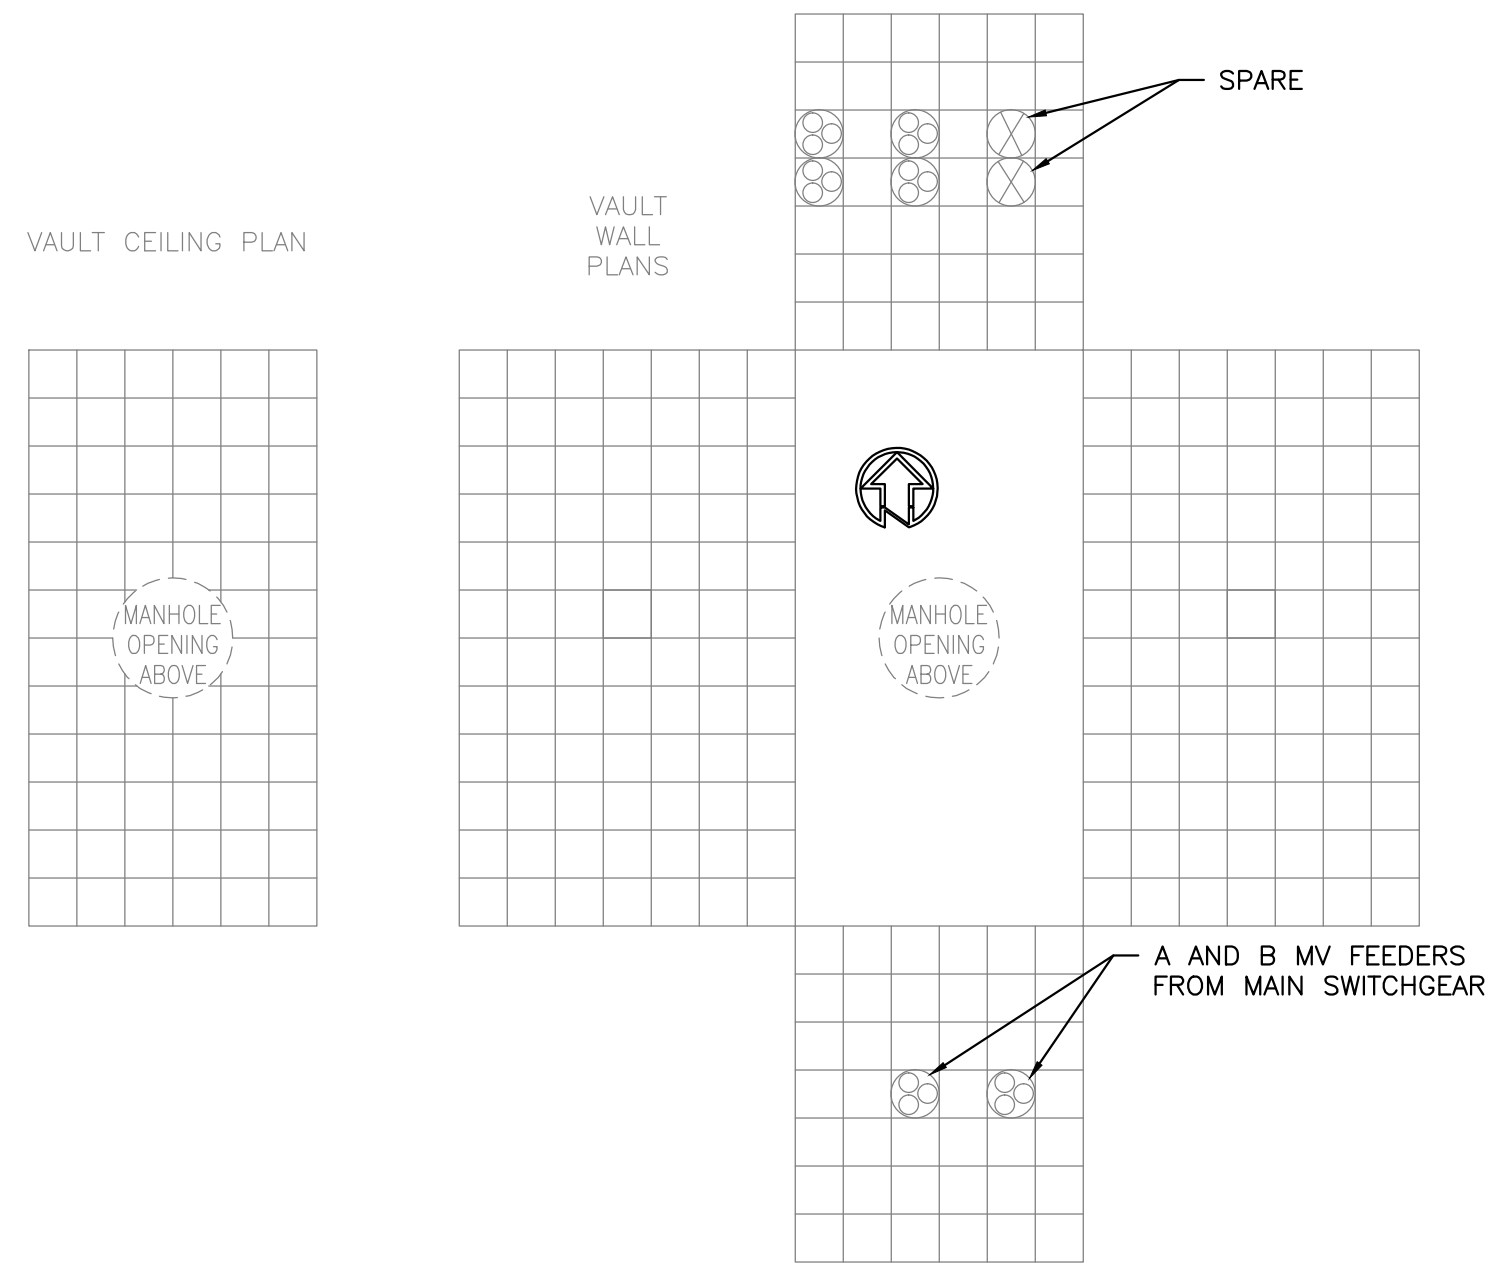 SPARE
VAULT CEILING PLAN
VAULT
WALL
PLANS
MANHOLE
OPENING
ABOVE
MANHOLE
OPENING
ABOVE
A AND B MV FEEDERS
FROM MAIN SWITCHGEAR